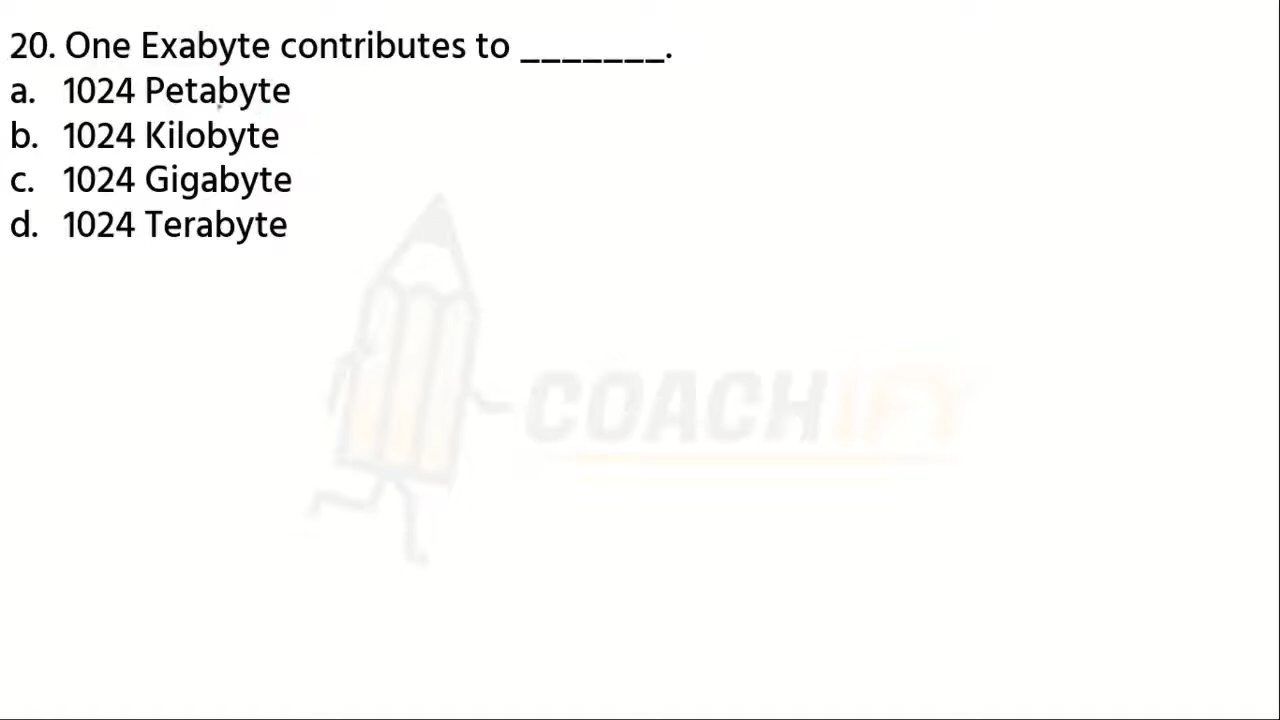 20. One Exabyte contributes to _______.
a. 1024 Petabyte
b. 1024 Kilobyte
c. 1024 Gigabyte
d. 1024 Terabyte
COACHIFY